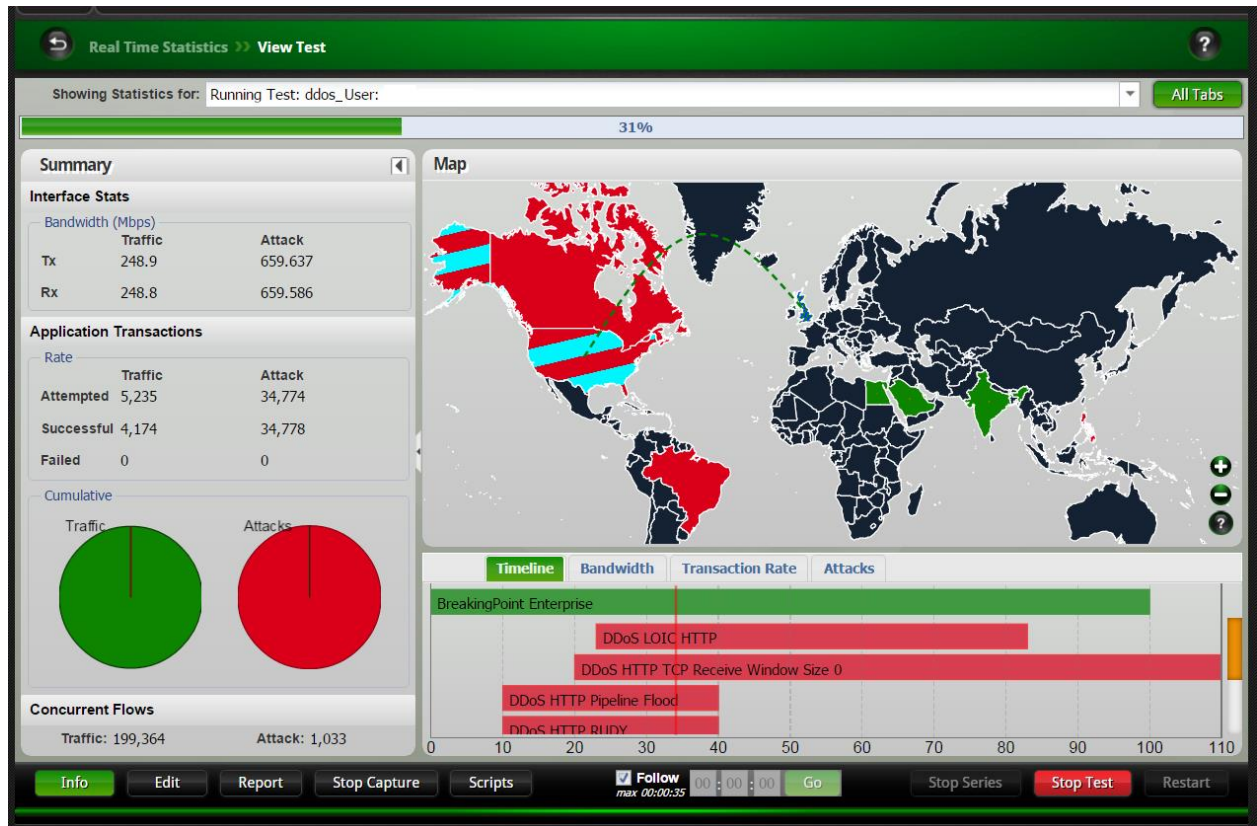 Real Time Statistics >> View Test
?
Showing Statistics for: Running Test: ddos_User:
All Tabs
31%
Summary
Interface Stats
Bandwidth (Mbps)
Traffic Attack
Tx 248.9 659.637
Rx 248.8 659.586
Application Transactions
Rate
Traffic Attack
Attempted 5,235 34,774
Successful 4,174 34,778
Failed 0 0
Cumulative
Traffic Attacks
Concurrent Flows
Traffic: 199,364 Attack: 1,033
Map
?
Timeline Bandwidth Transaction Rate Attacks
BreakingPoint Enterprise
DDoS LOIC HTTP
DDoS HTTP TCP Receive Window Size 0
DDoS HTTP Pipeline Flood
DDoS HTTP RUDY
0 10 20 30 40 50 60 70 80 90 100 110
Info Edit Report Stop Capture Scripts
Follow
max 00:00:35
00 : 00 : 00 Go
Stop Series Stop Test Restart